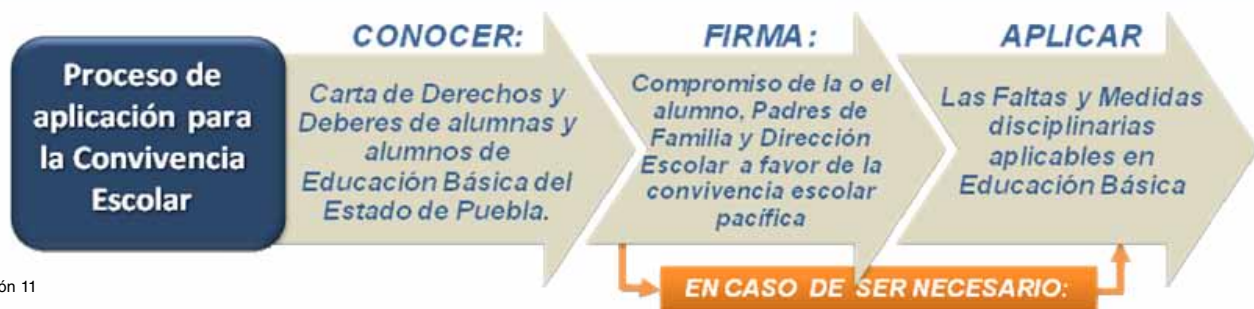 Proceso de
aplicación para
la Convivencia
Escolar
CONOCER:
Carta de Derechos y
Deberes de alumnas y
alumnos de
Educación Básica del
Estado de Puebla.
FIRMA:
Compromiso de la o el
alumno, Padres de
Familia y Dirección
Escolar a favor de la
convivencia escolar
pacífica
APLICAR
Las Faltas y Medidas
disciplinarias
aplicables en
Educación Básica
EN CASO DE SER NECESARIO:
ón 11